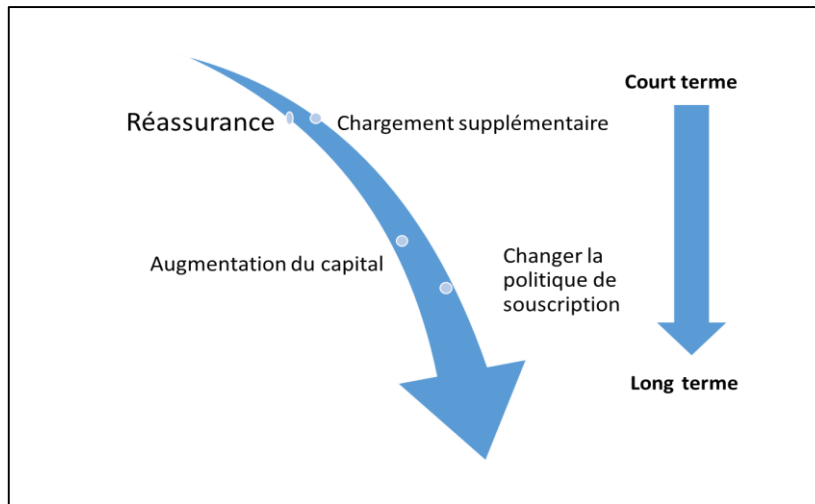 Court terme
Réassurance
Chargement supplémentaire
Augmentation du capital
Changer la
politique de
souscription
Long terme